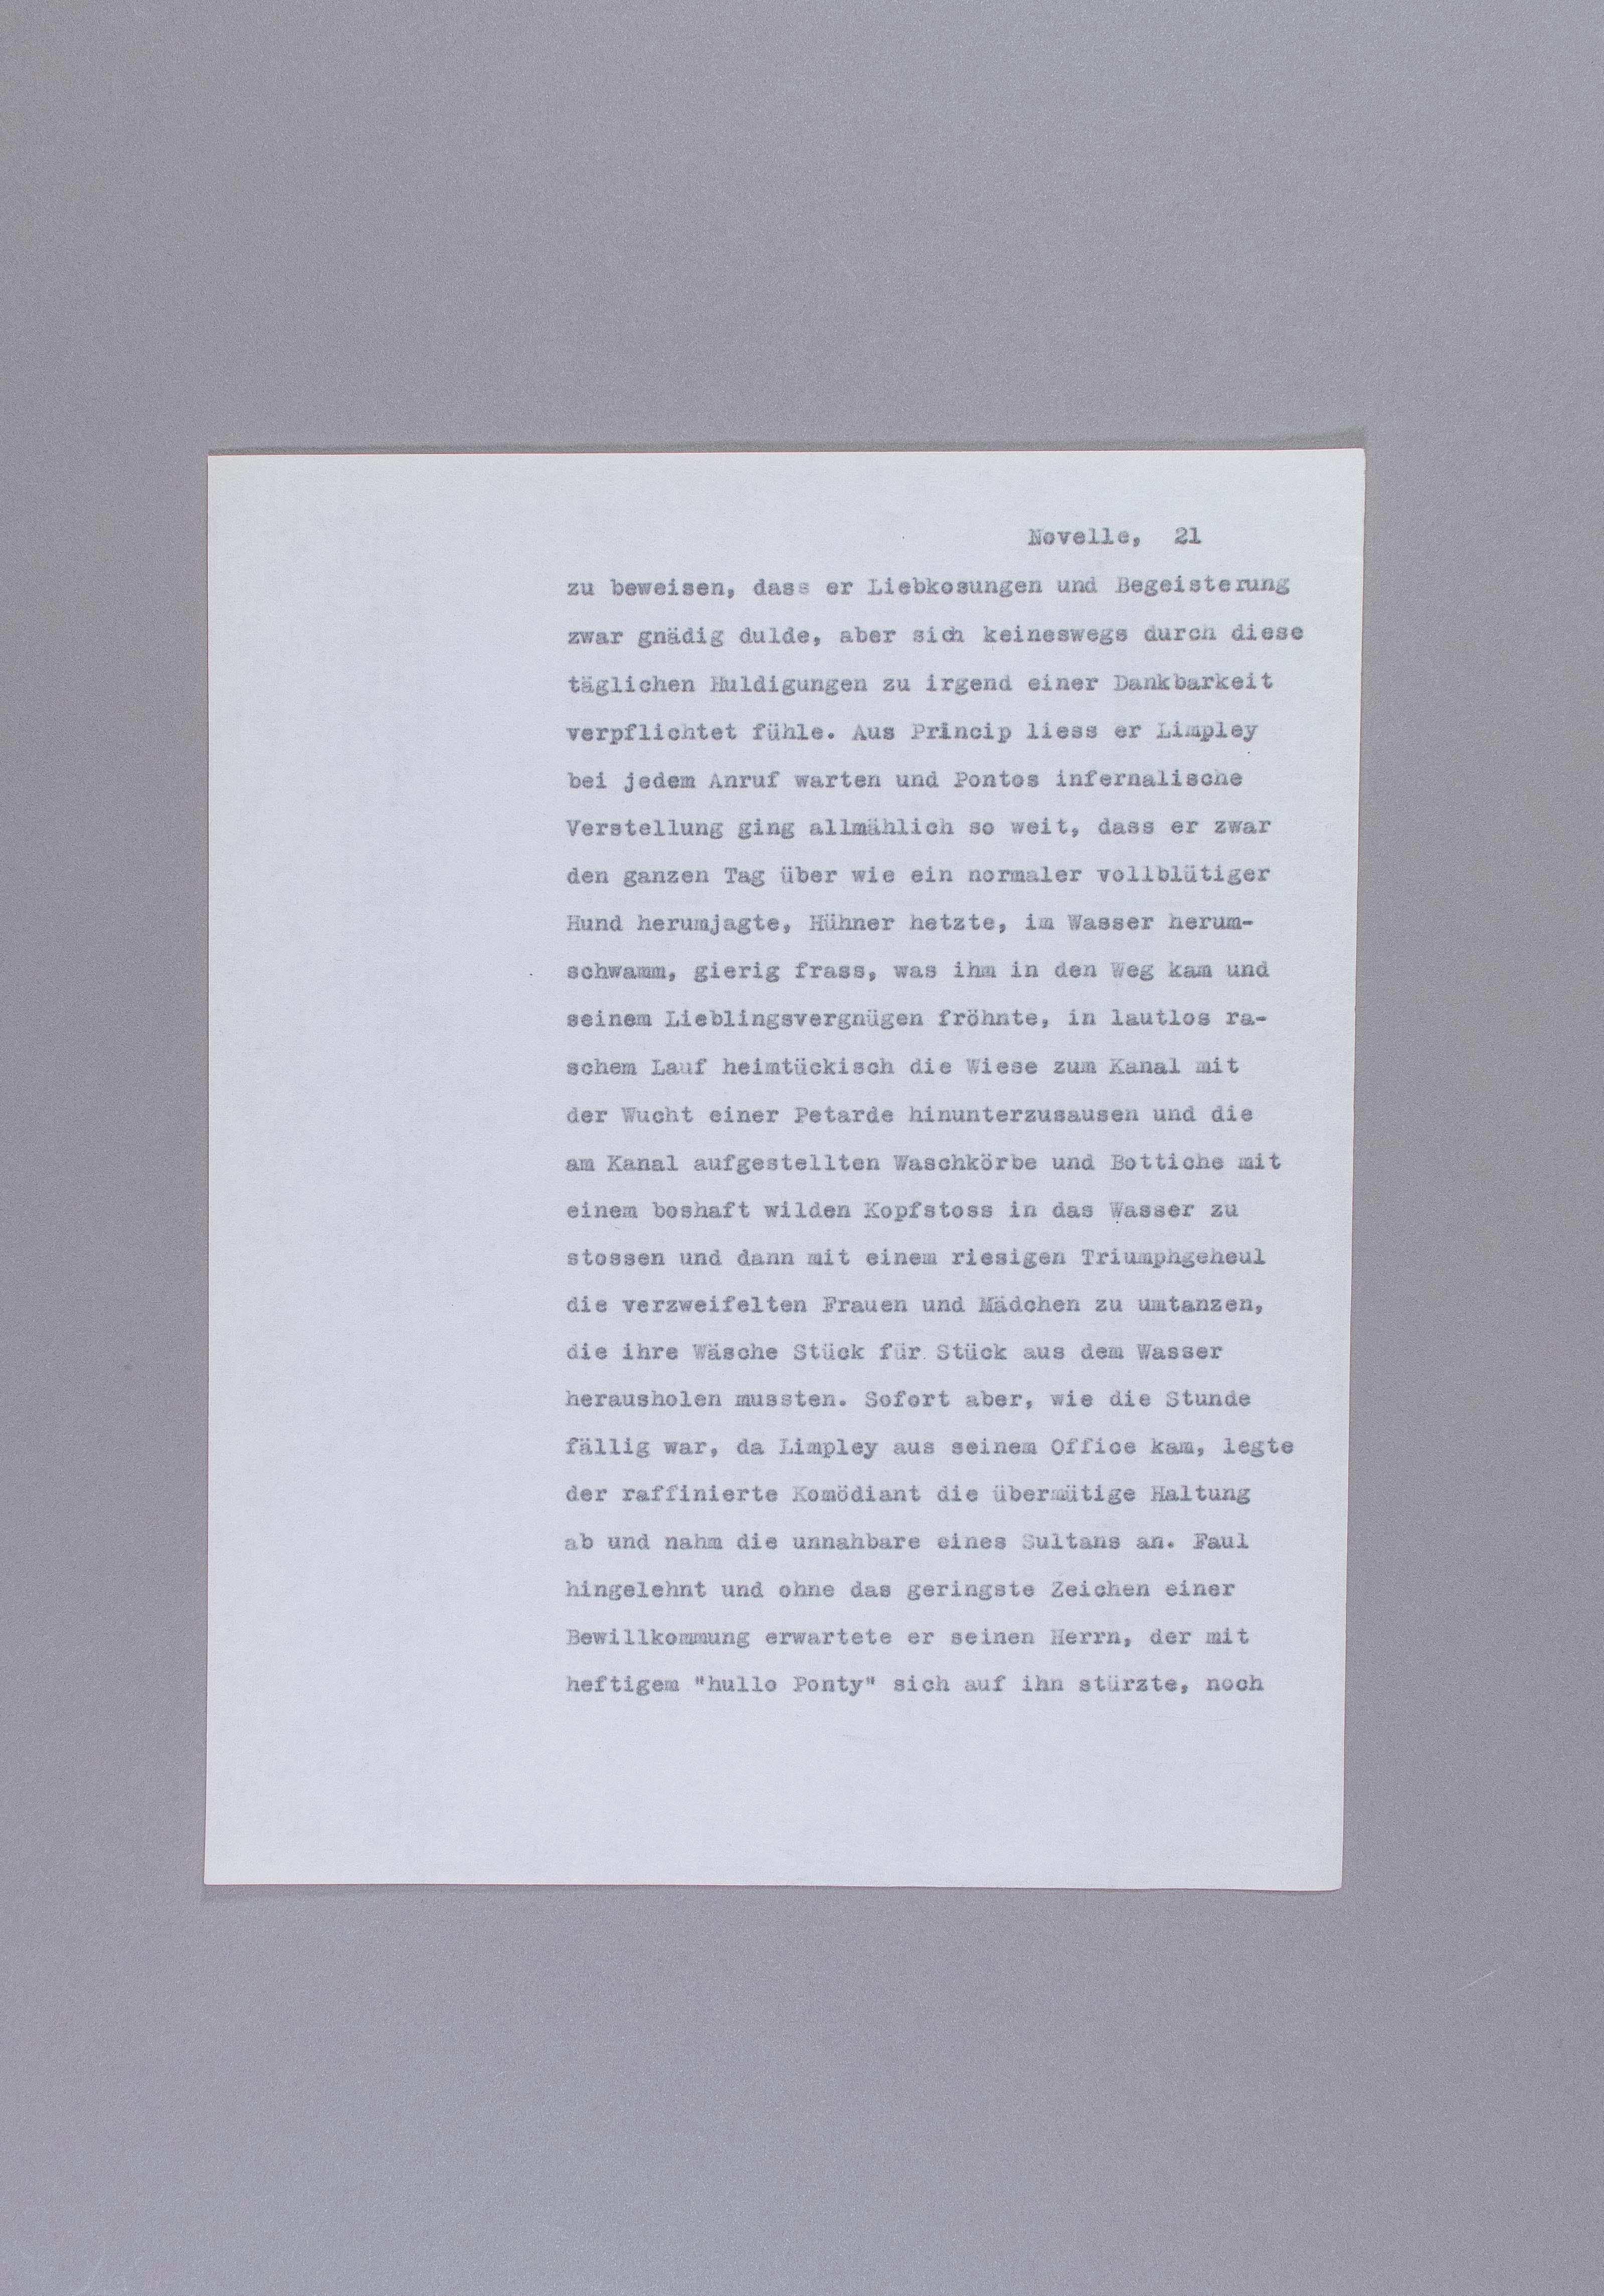 Novelle, 21
zu beweisen, dass er Liebkosungen und Begeisterung
zwar gnädig dulde, aber sich keineswegs durch diese
täglichen Huldigungen zu irgend einer Dankbarkeit
verpflichtet fühle. Aus Princip liess er Limpley
bei jedem Anruf warten und Pontos infernalische
Verstellung ging allmählich so weit, dass er zwar
den ganzen Tag über wie ein normaler vollblütiger
Hund herumjagte, Hühner hetzte, im Wasser herum-
schwamm, gierig frass, was ihm in den Weg kam und
seinem Lieblingsvergnügen fröhnte, in lautlos ra-
schem Lauf heimtückisch die Wiese zum Kanal mit
der Wucht einer Petarde hinunterzusausen und die
am Kanal aufgestellten Waschkörbe und Bottiche mit
einem boshaft wilden Kopfstoss in das Wasser zu
stossen und dann mit einem riesigen Triumphgeheul
die verzweifelten Frauen und Mädchen zu umtanzen,
die ihre Wäsche Stück für Stück aus dem Wasser
herausholen mussten. Sofort aber, wie die Stunde
fällig war, da Limpley aus seinem Office kam, legte
der raffinierte Komödiant die übermütige Haltung
ab und nahm die unnahbare eines Sultans an. Faul
hingelehnt und ohne das geringste Zeichen einer
Bewillkommung erwartete er seinen Herrn, der mit
heftigem "hullo Ponty" sich auf ihn stürzte, noch